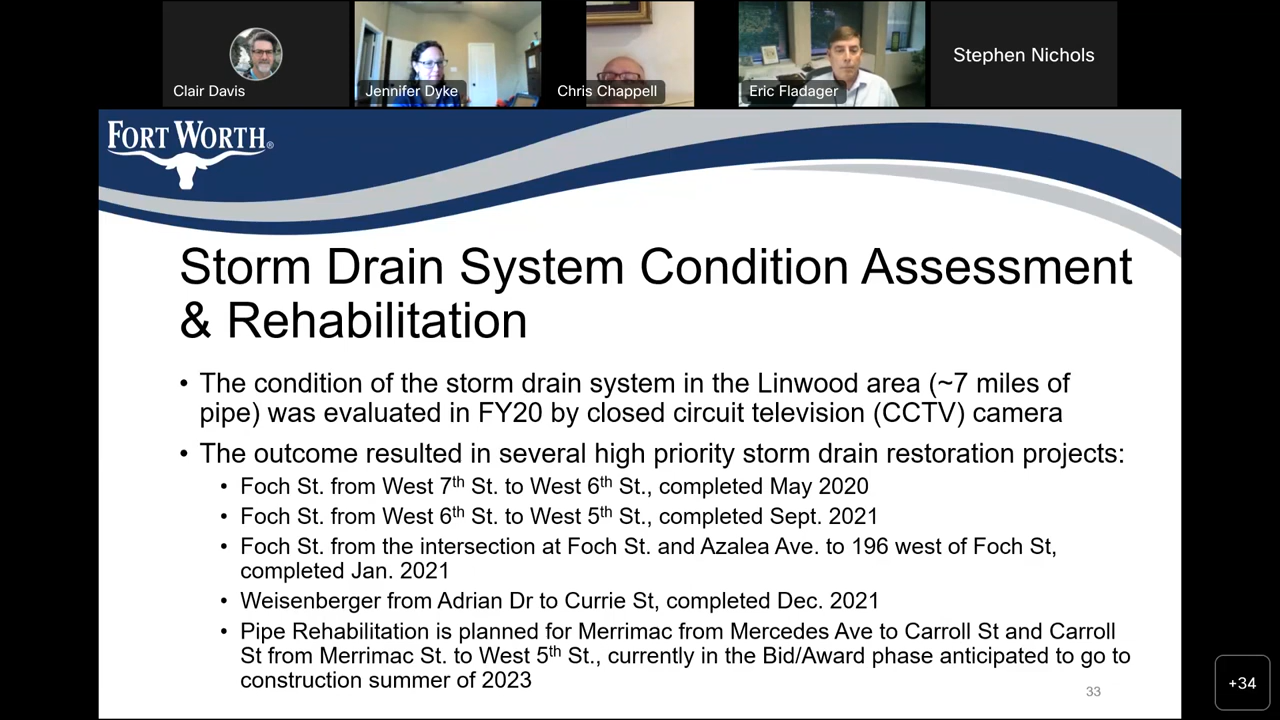 Clair Davis
Jennifer Dyke
Chris Chappell
Eric Fladager
Stephen Nichols
FORT WORTH®
Storm Drain System Condition Assessment
& Rehabilitation
• The condition of the storm drain system in the Linwood area (~7 miles of
pipe) was evaluated in FY20 by closed circuit television (CCTV) camera
• The outcome resulted in several high priority storm drain restoration projects:
• Foch St. from West 7th St. to West 6th St., completed May 2020
• Foch St. from West 6th St. to West 5th St., completed Sept. 2021
• Foch St. from the intersection at Foch St. and Azalea Ave. to 196 west of Foch St,
completed Jan. 2021
• Weisenberger from Adrian Dr to Currie St, completed Dec. 2021
• Pipe Rehabilitation is planned for Merrimac from Mercedes Ave to Carroll St and Carroll
St from Merrimac St. to West 5th St., currently in the Bid/Award phase anticipated to go to
construction summer of 2023
33
+34